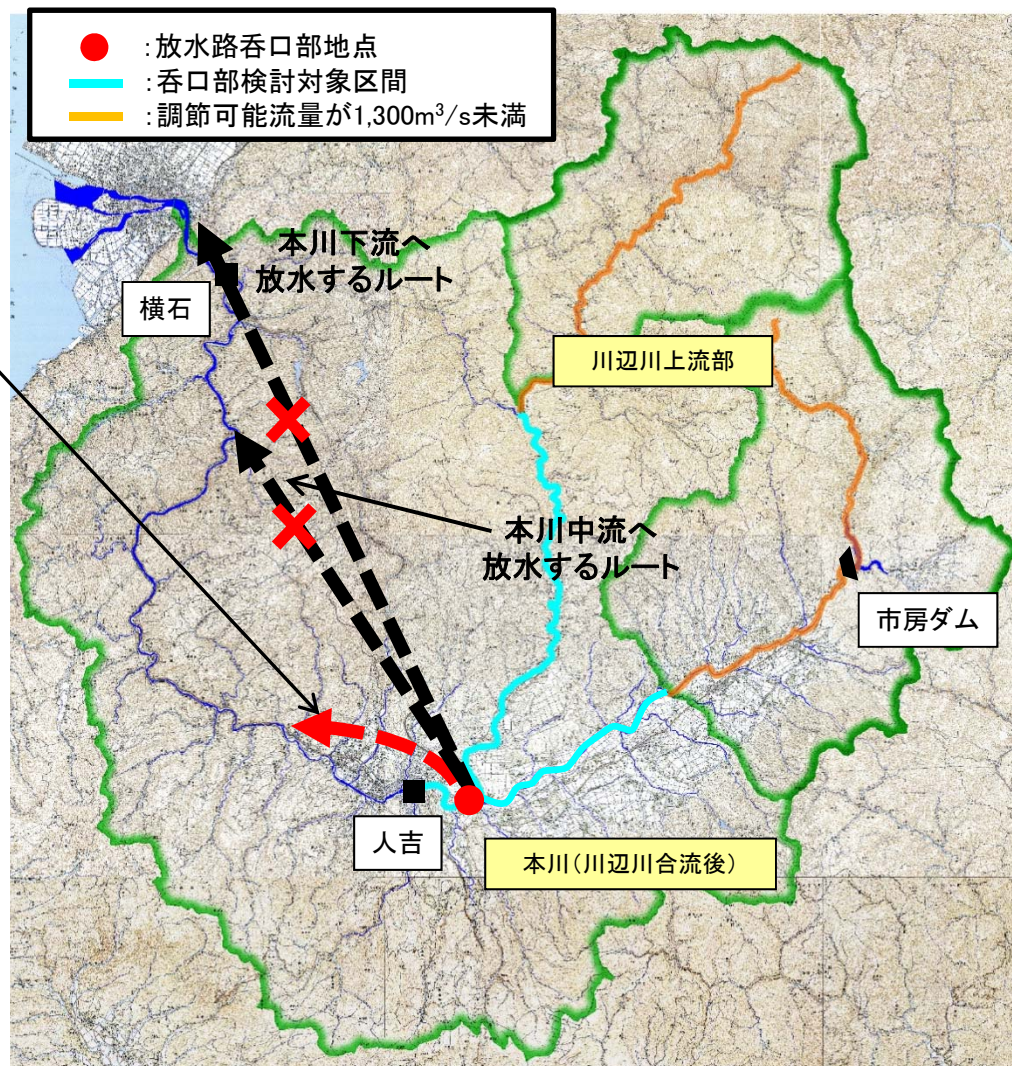 ：放水路呑口部地点
：呑口部検討対象区間
：調節可能流量が1,300m³/s未満
本川下流へ
放水するルート
横石
川辺川上流部
本川中流へ
放水するルート
市房ダム
人吉
本川（川辺川合流後）